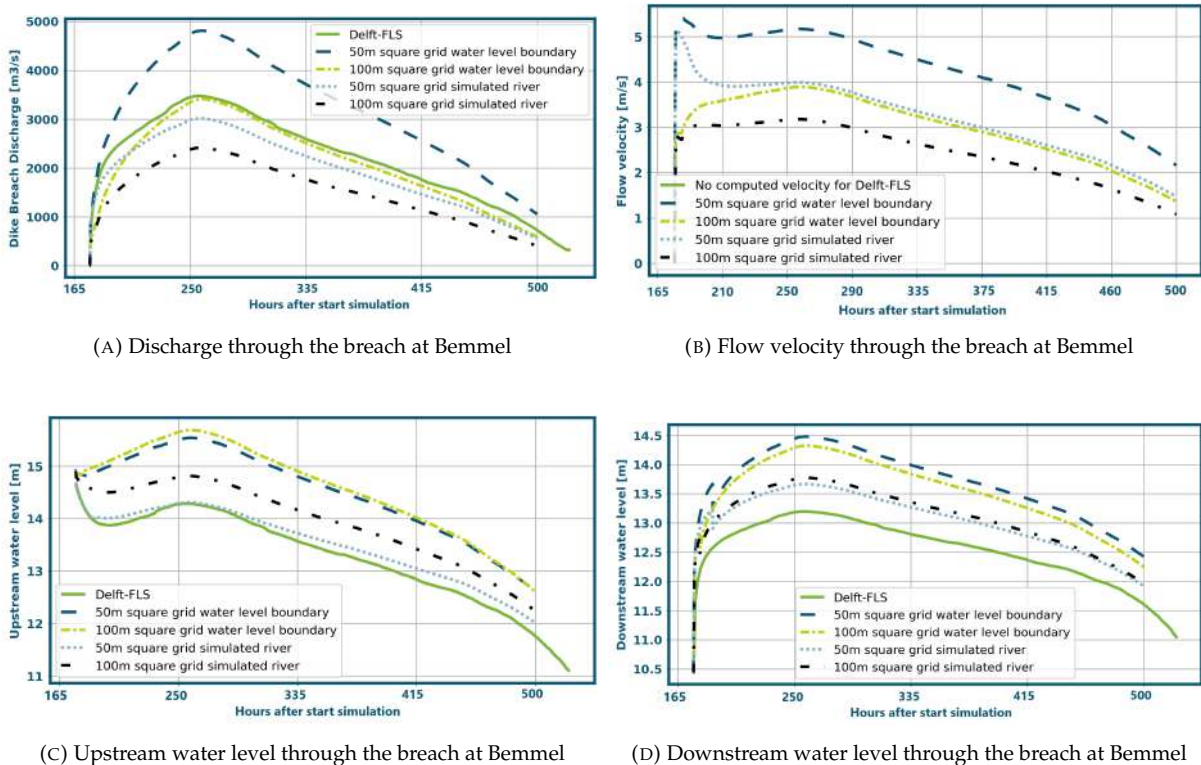 5000
4000
3000
2000
1000
0
Dike Breach Discharge [m3/s]
Delft-FLS
50m square grid water level boundary
100m square grid water level boundary
50m square grid simulated river
100m square grid simulated river
165 250 335 415 500
Hours after start simulation
(A) Discharge through the breach at Bemmel
5
4
3
2
1
0
Flow velocity [m/s]
No computed velocity for Delft-FLS
50m square grid water level boundary
100m square grid water level boundary
50m square grid simulated river
100m square grid simulated river
165 210 250 290 335 375 415 460 500
Hours after start simulation
(B) Flow velocity through the breach at Bemmel
15
14
13
12
11
Upstream water level [m]
Delft-FLS
50m square grid water level boundary
100m square grid water level boundary
50m square grid simulated river
100m square grid simulated river
165 250 335 415 500
Hours after start simulation
(C) Upstream water level through the breach at Bemmel
14.5
14.0
13.5
13.0
12.5
12.0
11.5
11.0
10.5
Downstream water level [m]
Delft-FLS
50m square grid water level boundary
100m square grid water level boundary
50m square grid simulated river
100m square grid simulated river
165 250 335 415 500
Hours after start simulation
(D) Downstream water level through the breach at Bemmel